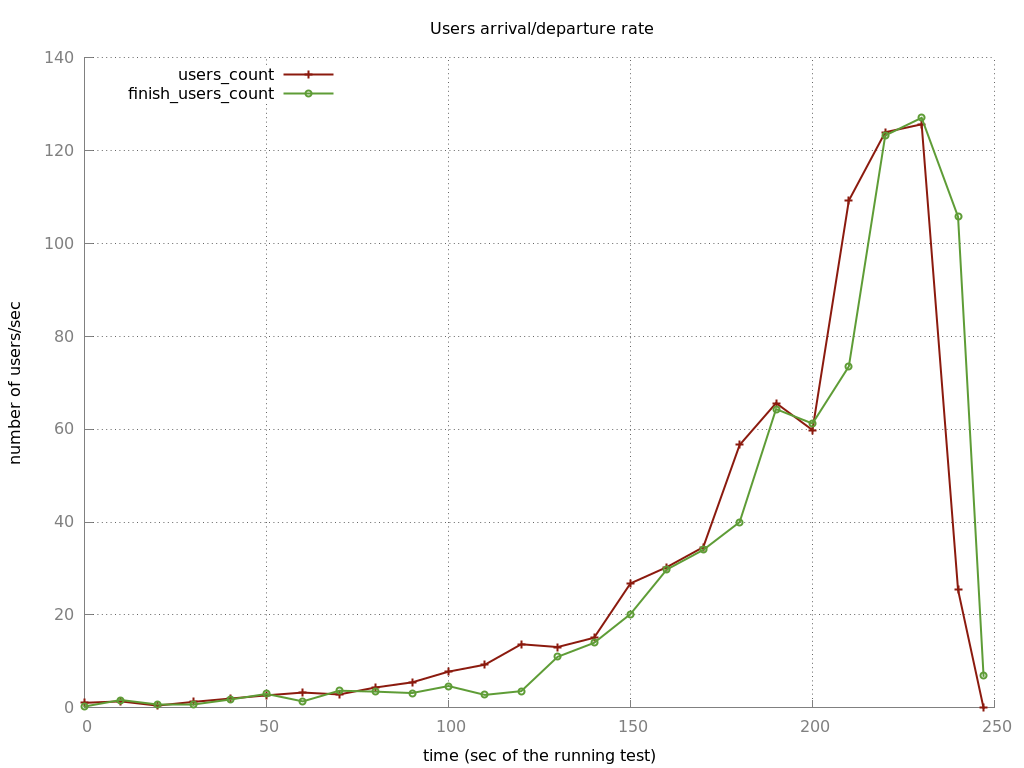 Users arrival/departure rate
140
users_count
finish_users_count
120
100
80
60
40
20
0
0 50 100 150 200 250
number of users/sec
time (sec of the running test)